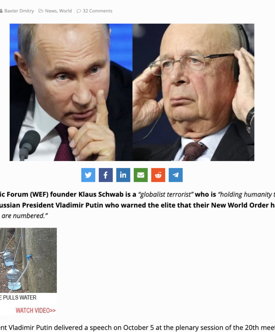 Baxter Dmitry News, World 32 Comments
ic Forum (WEF) founder Klaus Schwab is a "globalist terrorist" who is "holding humanity
ussian President Vladimir Putin who warned the elite that their New World Order h
are numbered."
E PULLS WATER
WATCH VIDEO>>
nt Vladimir Putin delivered a speech on October 5 at the plenary session of the 20th mee